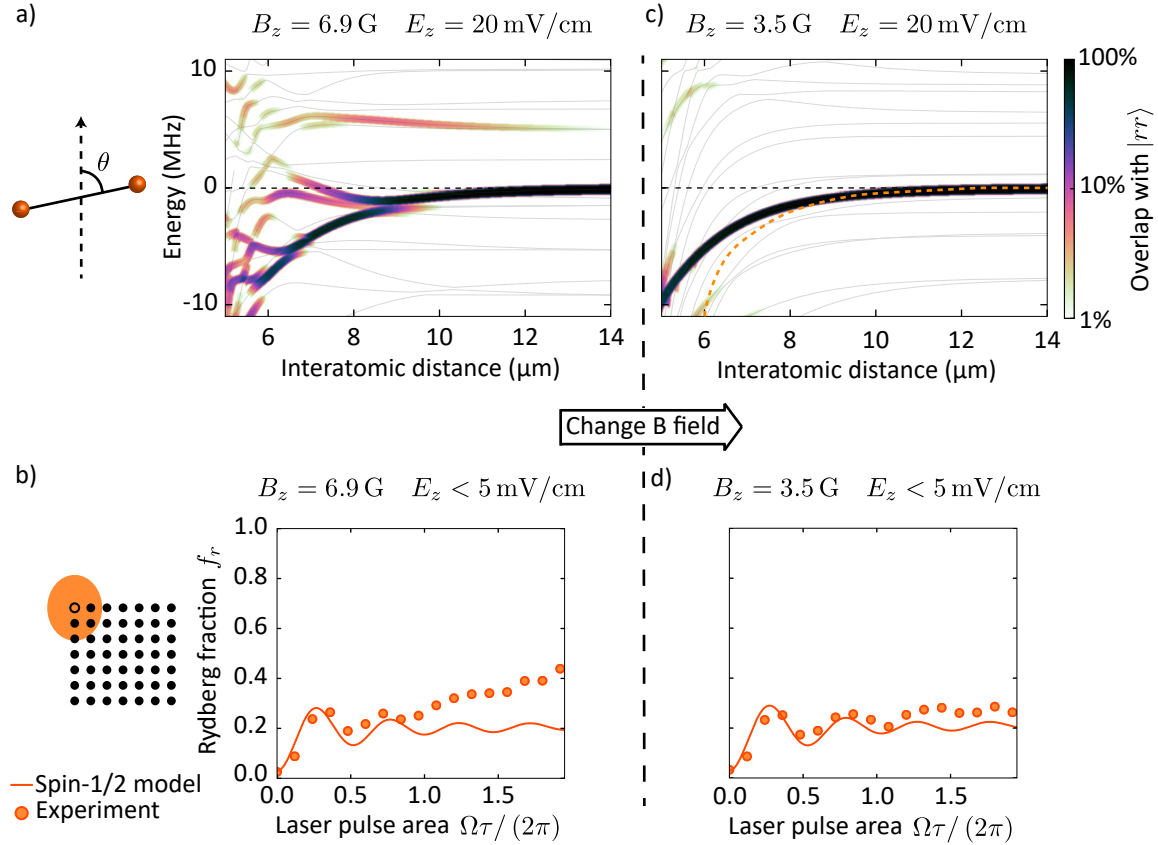 a)
B_z = 6.9 G E_z = 20 mV/cm
θ
Energy (MHz)
10
0
-10
6
8
10
12
14
Interatomic distance (µm)
c)
B_z = 3.5 G E_z = 20 mV/cm
6
8
10
12
14
Interatomic distance (µm)
100%
10%
1%
Overlap with |rr⟩
Change B field
b)
B_z = 6.9 G E_z < 5 mV/cm
Rydberg fraction f_r
1.0
0.8
0.6
0.4
0.2
0.0
0.0
0.5
1.0
1.5
Laser pulse area Ωτ/(2π)
Spin-1/2 model
Experiment
d)
B_z = 3.5 G E_z < 5 mV/cm
0.0
0.5
1.0
1.5
Laser pulse area Ωτ/(2π)